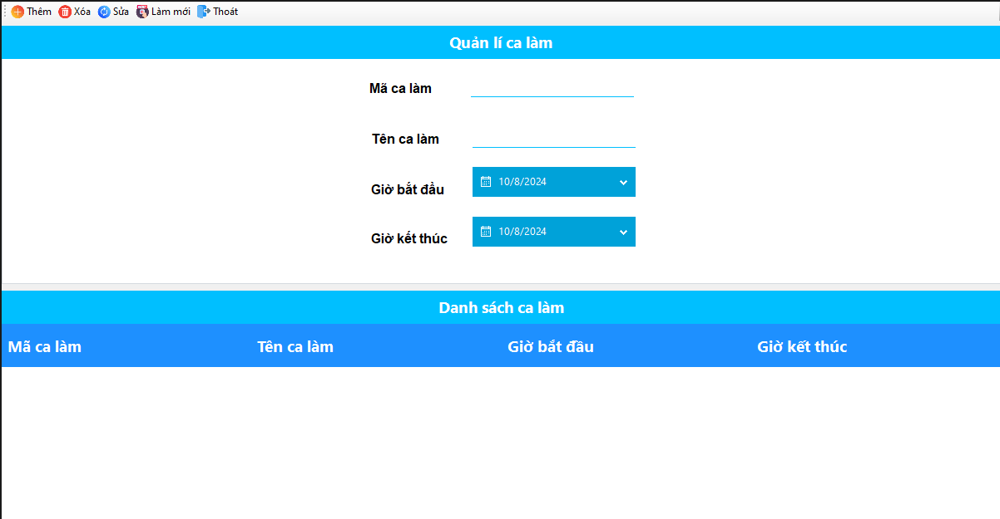 Thêm Xóa Sửa Làm mới Thoát
Quản lí ca làm
Mã ca làm
Tên ca làm
Giờ bắt đầu 10/8/2024
Giờ kết thúc 10/8/2024
Danh sách ca làm
Mã ca làm Tên ca làm Giờ bắt đầu Giờ kết thúc